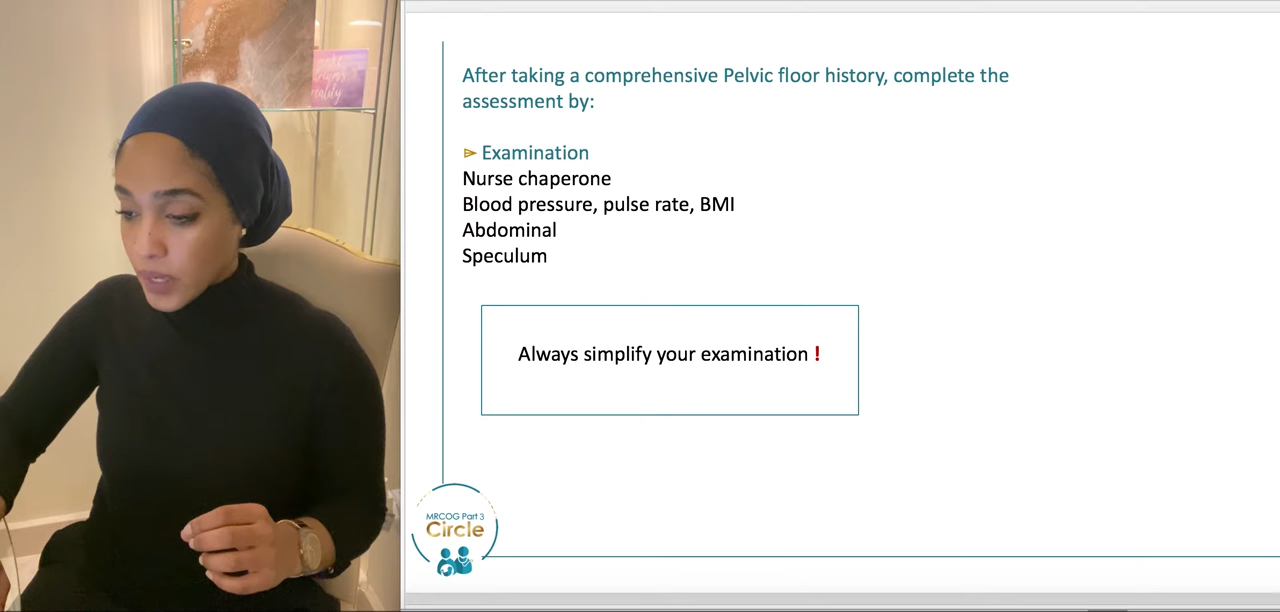 After taking a comprehensive Pelvic floor history, complete the
assessment by:
Examination
Nurse chaperone
Blood pressure, pulse rate, BMI
Abdominal
Speculum
Always simplify your examination !
MRCOG Part 3
Circle